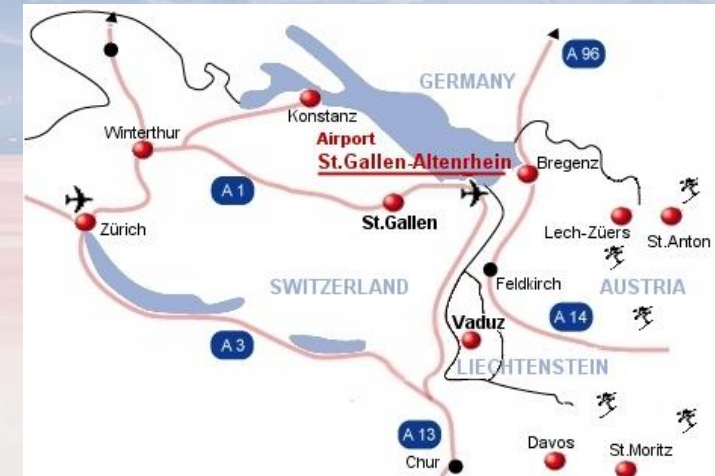 A 96
GERMANY
Konstanz
Winterthur
Airport
St.Gallen-Altenrhein
Bregenz
A 1
St.Gallen
Zürich
Lech-Züers
St.Anton
SWITZERLAND
Feldkirch
AUSTRIA
Vaduz
A 14
A 3
LIECHTENSTEIN
A 13
Chur
Davos
St.Moritz